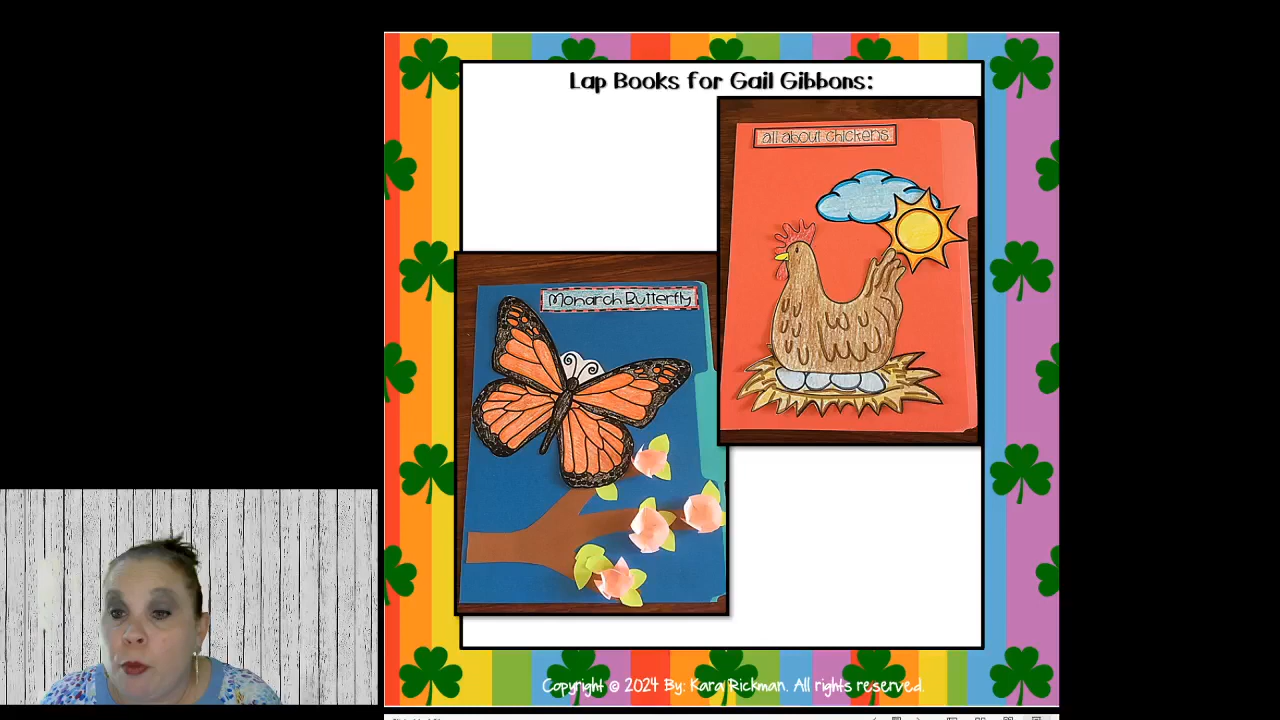 Lap Books for Gail Gibbons:
all about chickens
Monarch Butterfly
Copyright © 2024 By: Kara Rickman. All rights reserved.